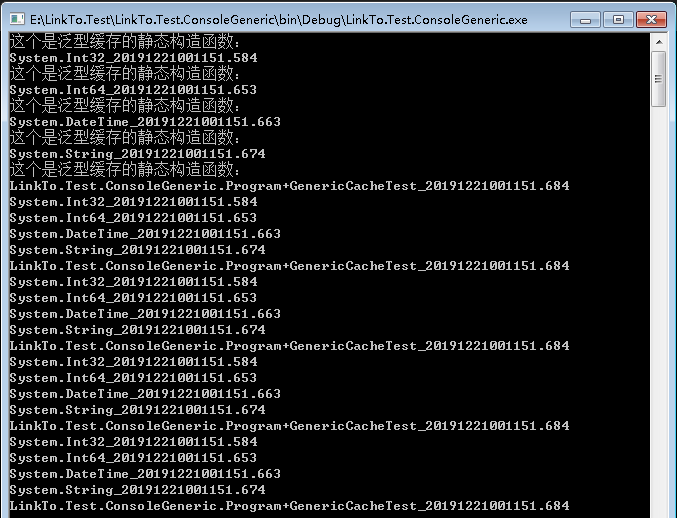 E:\LinkTo.Test\LinkTo.Test.ConsoleGeneric\bin\Debug\LinkTo.Test.ConsoleGeneric.exe
这个是泛型缓存的静态构造函数:
System.Int32_20191221001151.584
这个是泛型缓存的静态构造函数:
System.Int64_20191221001151.653
这个是泛型缓存的静态构造函数:
System.DateTime_20191221001151.663
这个是泛型缓存的静态构造函数:
System.String_20191221001151.674
这个是泛型缓存的静态构造函数:
LinkTo.Test.ConsoleGeneric.Program+GenericCacheTest_20191221001151.684
System.Int32_20191221001151.584
System.Int64_20191221001151.653
System.DateTime_20191221001151.663
System.String_20191221001151.674
LinkTo.Test.ConsoleGeneric.Program+GenericCacheTest_20191221001151.684
System.Int32_20191221001151.584
System.Int64_20191221001151.653
System.DateTime_20191221001151.663
System.String_20191221001151.674
LinkTo.Test.ConsoleGeneric.Program+GenericCacheTest_20191221001151.684
System.Int32_20191221001151.584
System.Int64_20191221001151.653
System.DateTime_20191221001151.663
System.String_20191221001151.674
LinkTo.Test.ConsoleGeneric.Program+GenericCacheTest_20191221001151.684
System.Int32_20191221001151.584
System.Int64_20191221001151.653
System.DateTime_20191221001151.663
System.String_20191221001151.674
LinkTo.Test.ConsoleGeneric.Program+GenericCacheTest_20191221001151.684